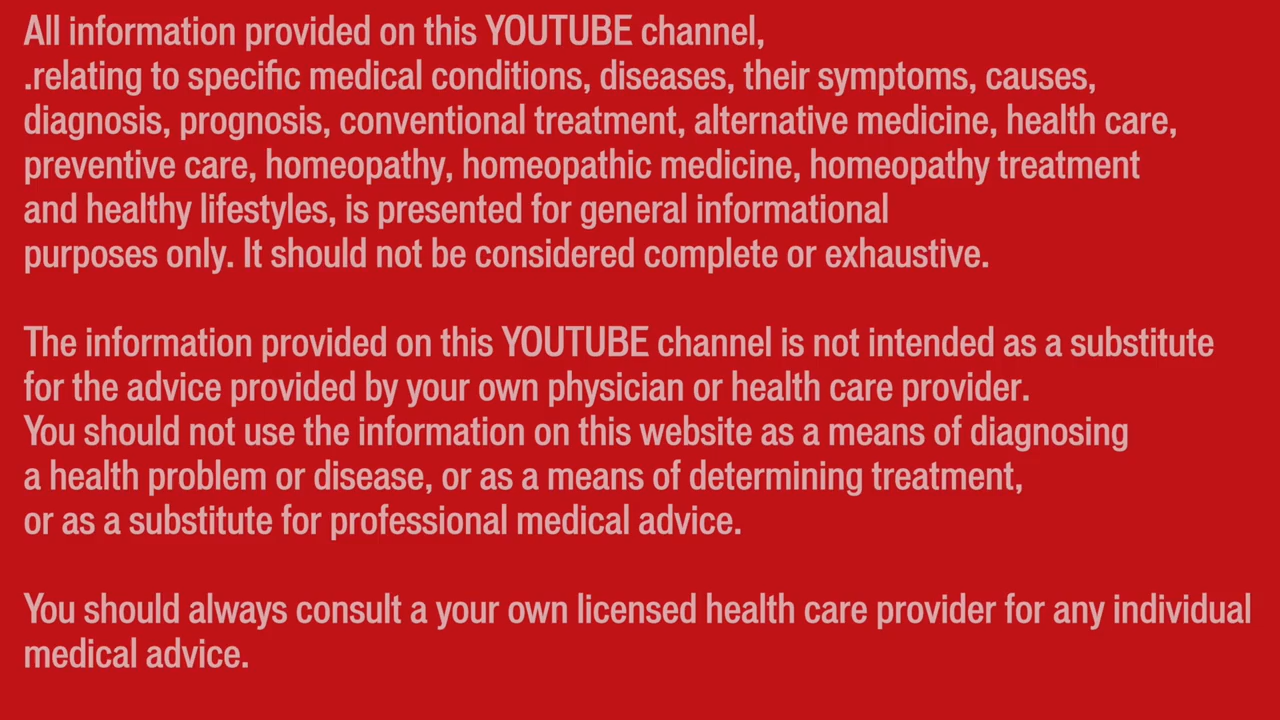 All information provided on this YOUTUBE channel,
.relating to specific medical conditions, diseases, their symptoms, causes,
diagnosis, prognosis, conventional treatment, alternative medicine, health care,
preventive care, homeopathy, homeopathic medicine, homeopathy treatment
and healthy lifestyles, is presented for general informational
purposes only. It should not be considered complete or exhaustive.
The information provided on this YOUTUBE channel is not intended as a substitute
for the advice provided by your own physician or health care provider.
You should not use the information on this website as a means of diagnosing
a health problem or disease, or as a means of determining treatment,
or as a substitute for professional medical advice.
You should always consult a your own licensed health care provider for any individual
medical advice.